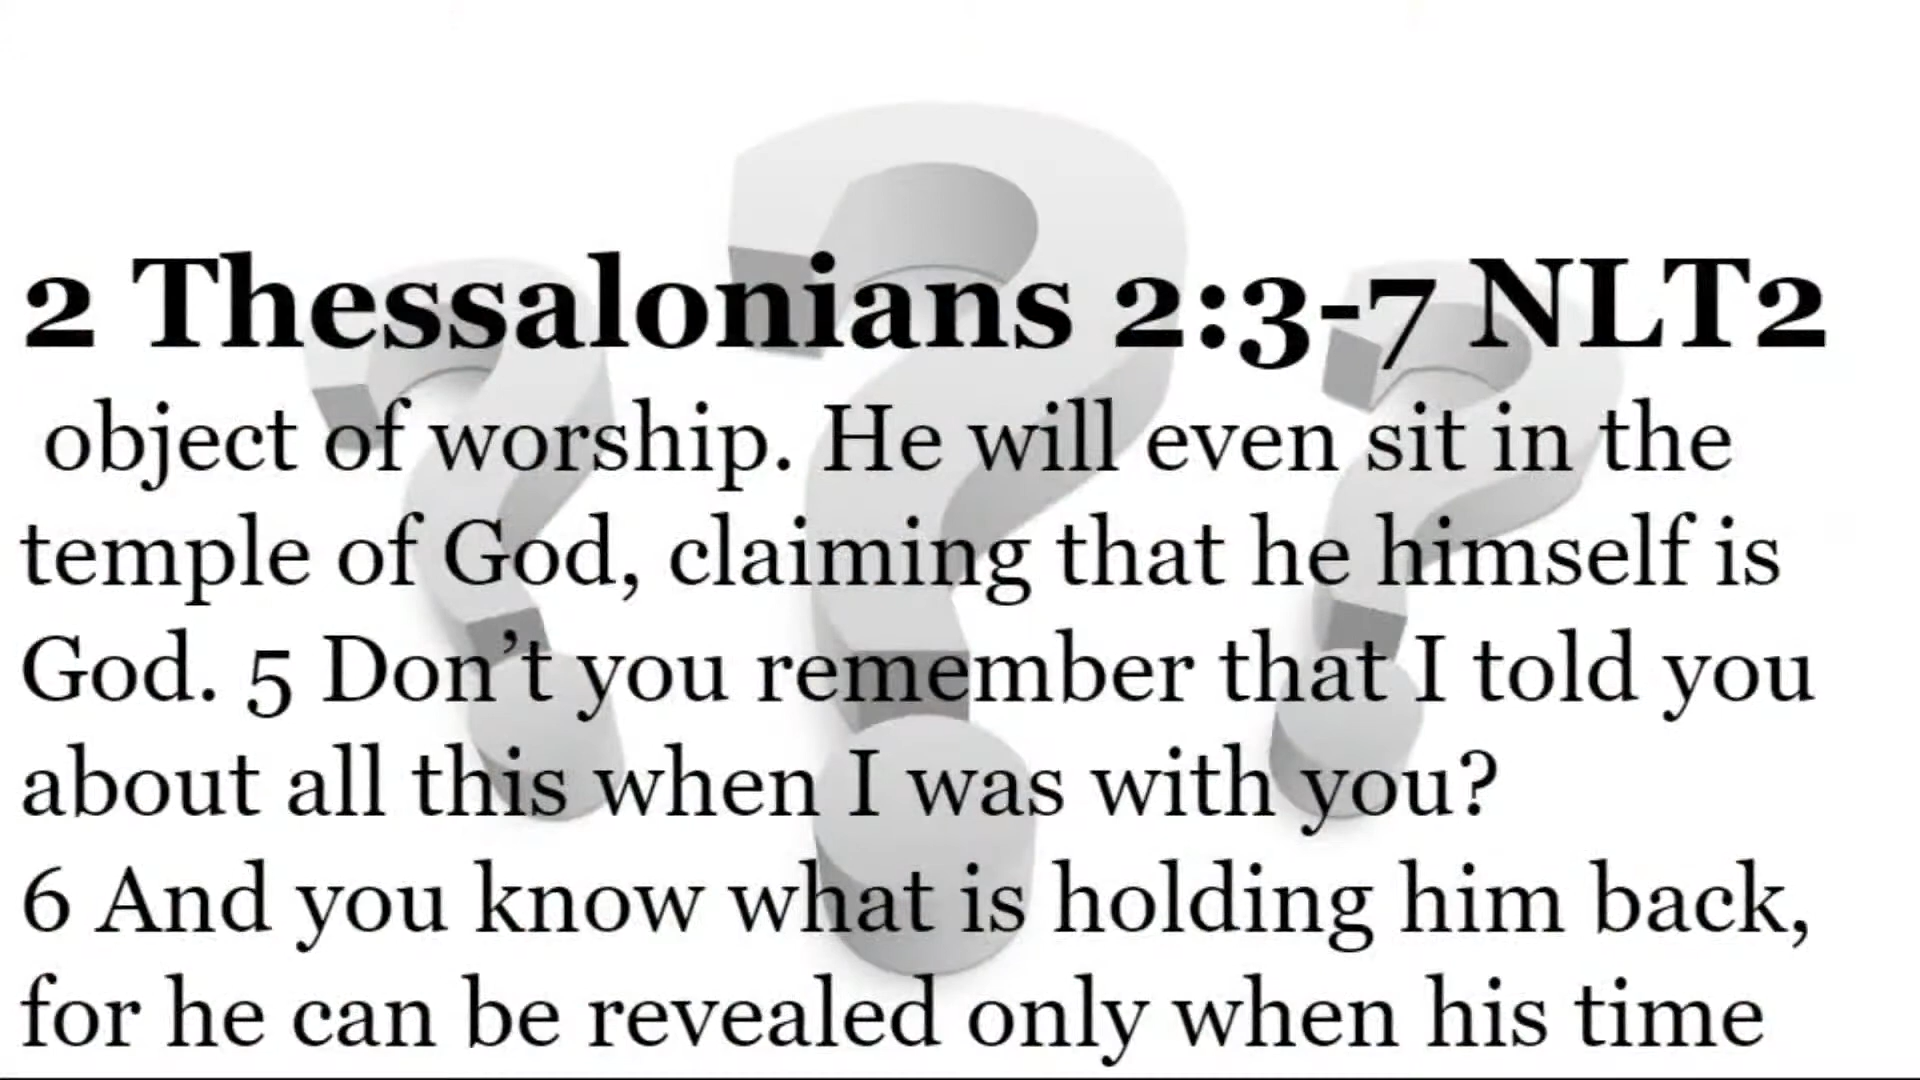 2 Thessalonians 2:3-7 NLT2
object of worship. He will even sit in the
temple of God, claiming that he himself is
God. 5 Don’t you remember that I told you
about all this when I was with you?
6 And you know what is holding him back,
for he can be revealed only when his time